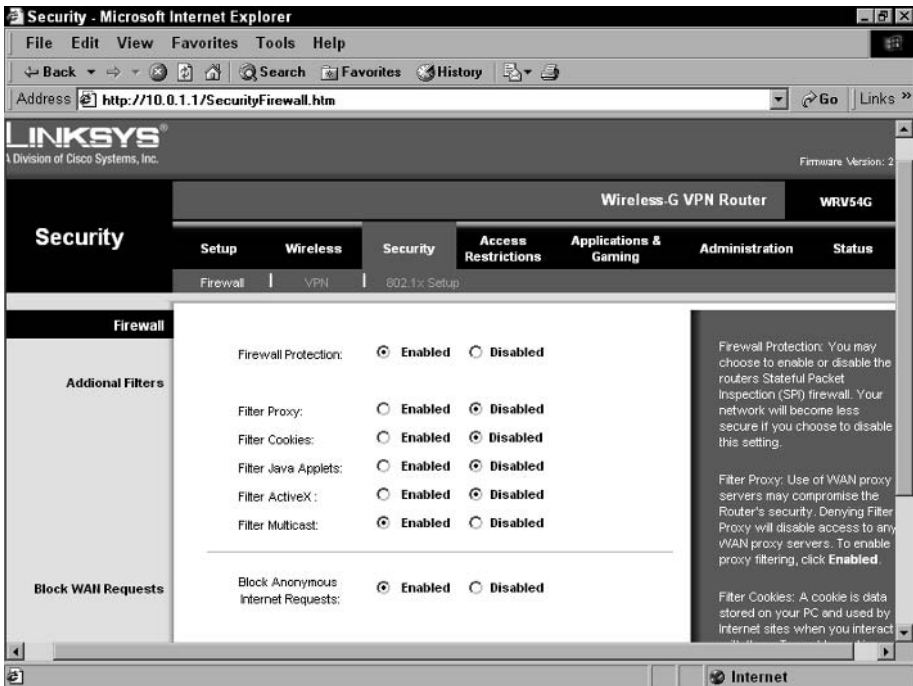 Security - Microsoft Internet Explorer
File Edit View Favorites Tools Help
Back Search Favorites History
Address http://10.0.1.1/SecurityFirewall.htm Go Links »
LINKSYS®
A Division of Cisco Systems, Inc.
Firmware Version: 2
Wireless-G VPN Router WRV54G
Security
Setup Wireless Security Access Restrictions Applications & Gaming Administration Status
Firewall VPN 802.1x Setup
Firewall
Firewall Protection: Enabled Disabled
Addional Filters
Filter Proxy: Enabled Disabled
Filter Cookies: Enabled Disabled
Filter Java Applets: Enabled Disabled
Filter ActiveX : Enabled Disabled
Filter Multicast: Enabled Disabled
Block WAN Requests
Block Anonymous
Internet Requests: Enabled Disabled
Firewall Protection: You may
choose to enable or disable the
routers Stateful Packet
Inspection (SPI) firewall. Your
network will become less
secure if you choose to disable
this setting.
Filter Proxy: Use of WAN proxy
servers may compromise the
Router's security. Denying Filter
Proxy will disable access to any
WAN proxy servers. To enable
proxy filtering, click Enabled.
Filter Cookies: A cookie is data
stored on your PC and used by
Internet sites when you interact
Internet